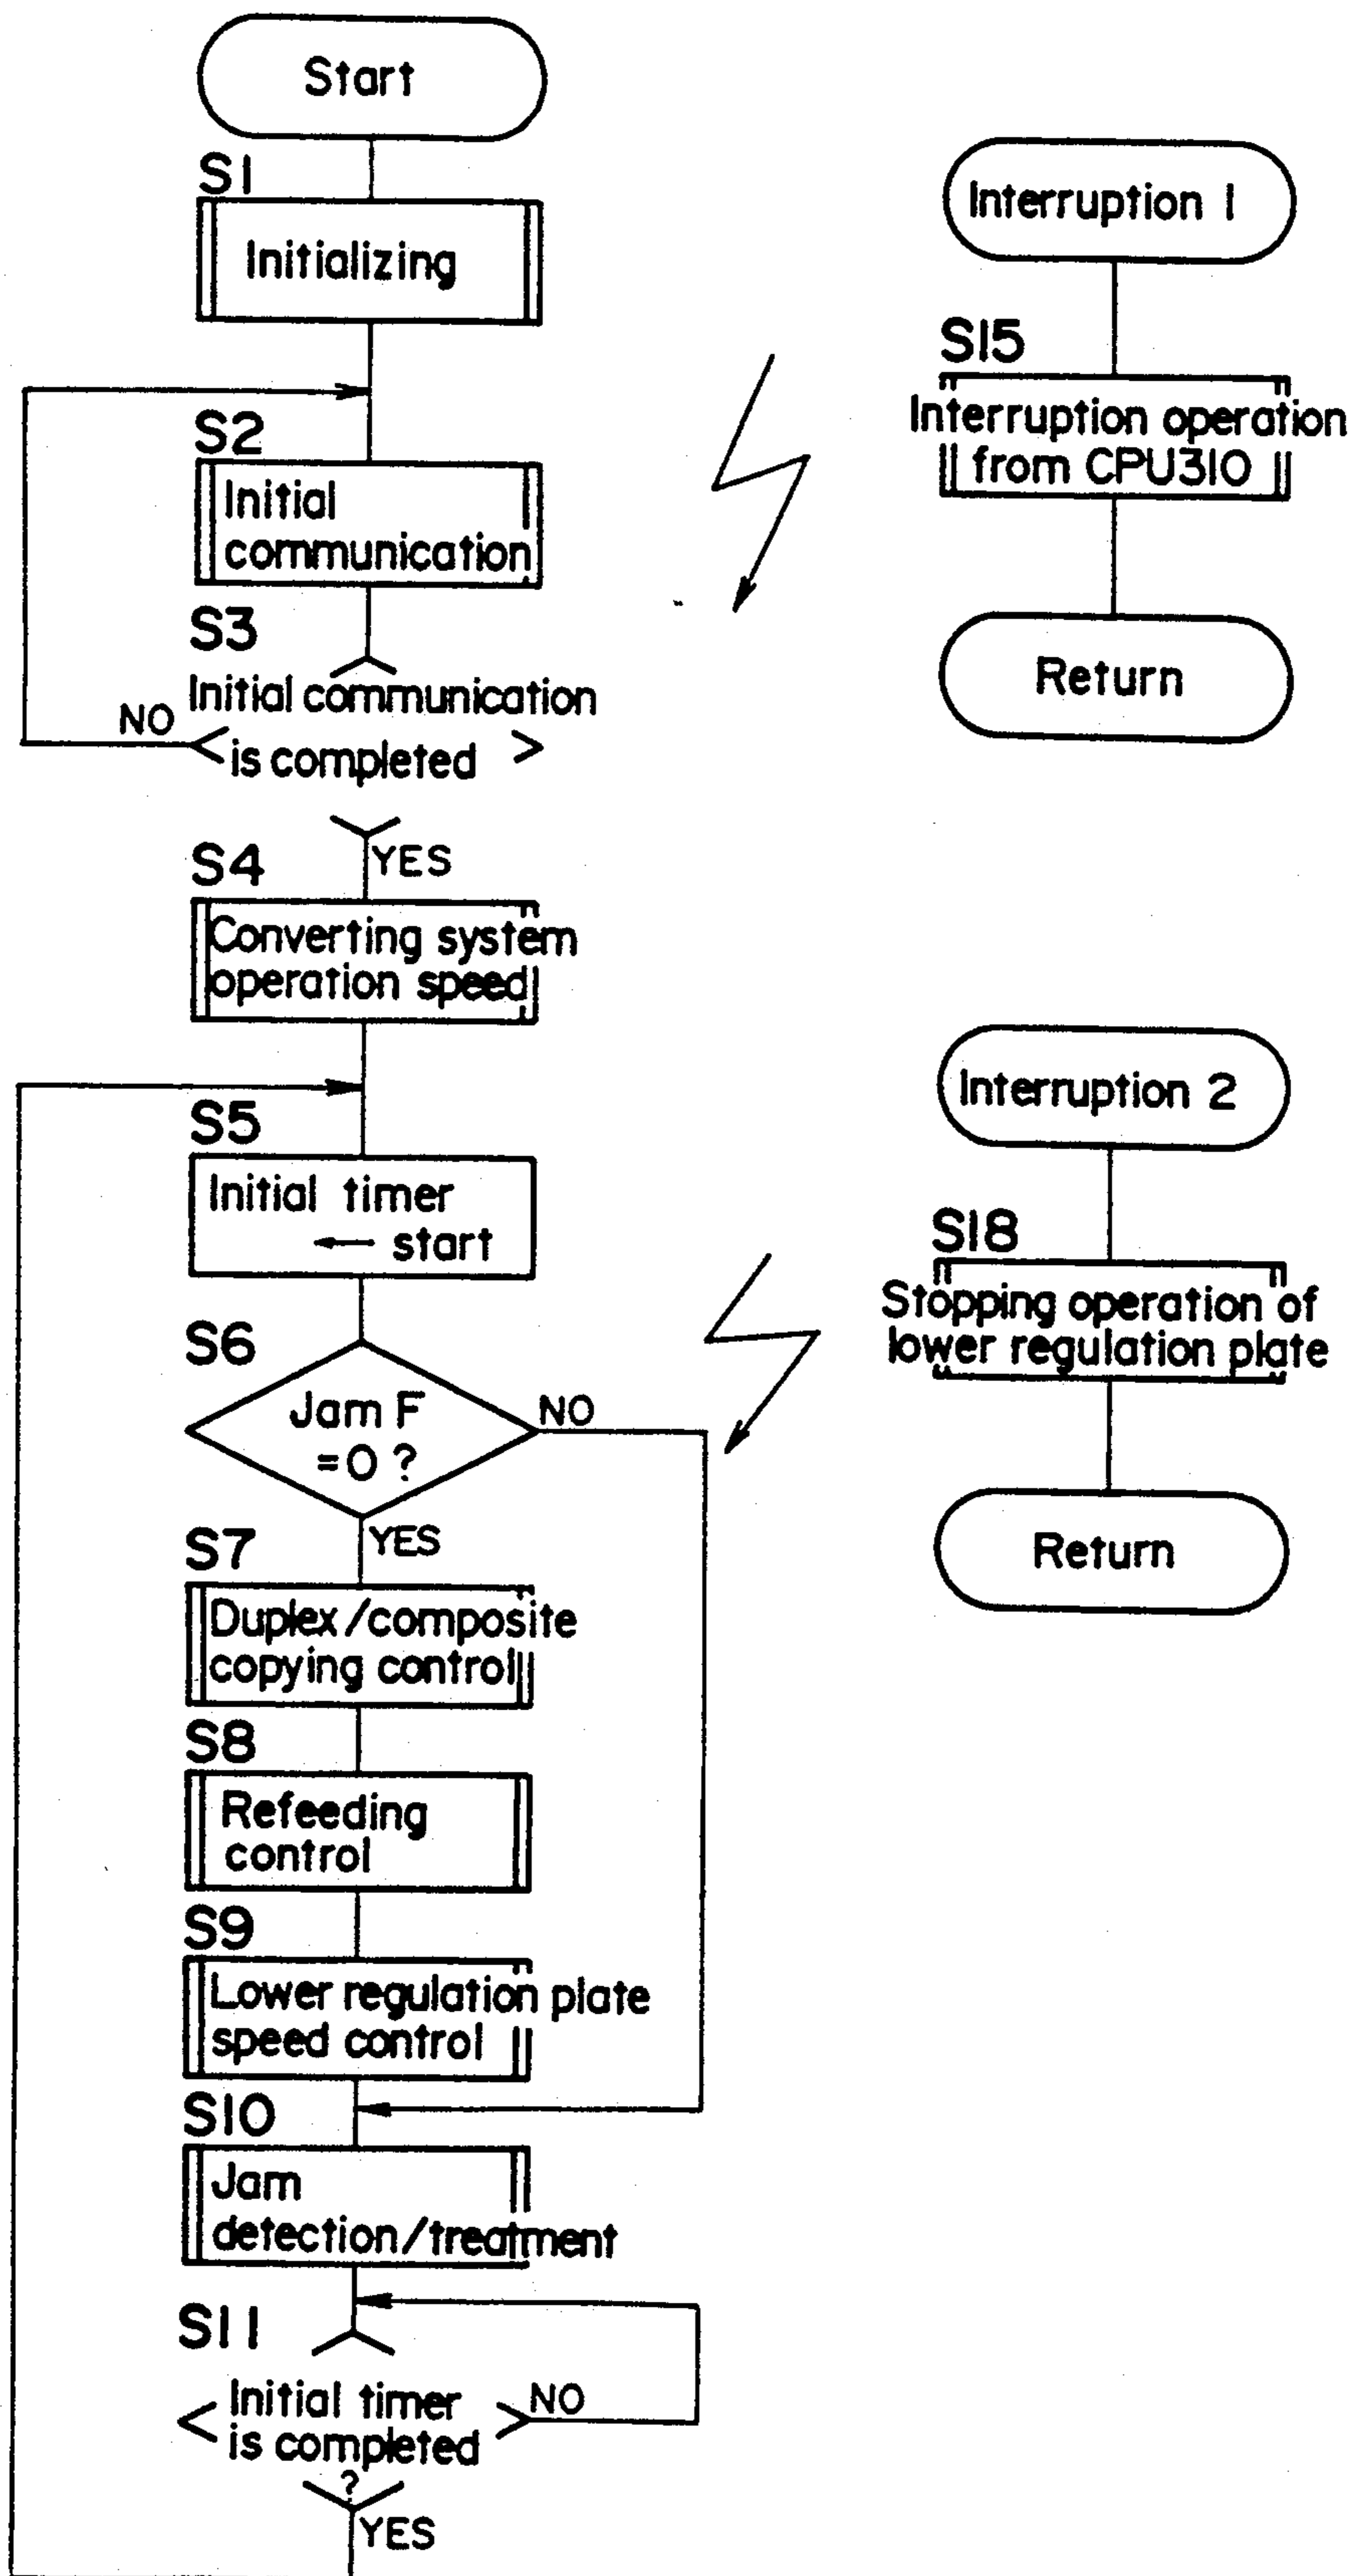 Start
S1
Initializing
S2
Initial
communication
S3
Initial communication
is completed
NO
YES
S4
Converting system
operation speed
S5
Initial timer
← start
S6
Jam F
=0 ?
NO
YES
S7
Duplex/composite
copying control
S8
Refeeding
control
S9
Lower regulation plate
speed control
S10
Jam
detection/treatment
S11
Initial timer
is completed
?
NO
YES
Interruption 1
S15
Interruption operation
from CPU310
Return
Interruption 2
S18
Stopping operation of
lower regulation plate
Return